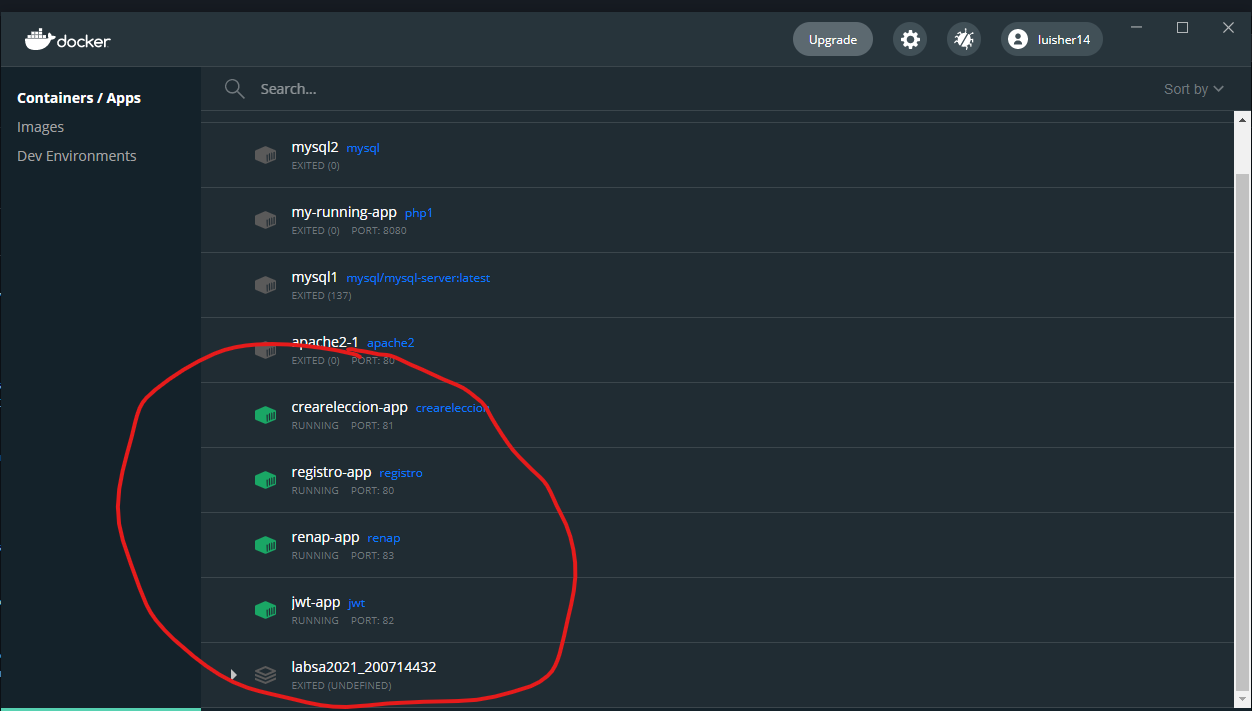 docker
Upgrade
luisher14
Containers / Apps
Images
Dev Environments
Search...
Sort by
mysql2 mysql
EXITED (0)
my-running-app php1
EXITED (0) PORT: 8080
mysql1 mysql/mysql-server:latest
EXITED (137)
apache2-1 apache2
EXITED (0) PORT: 80
creareleccion-app creareleccion
RUNNING PORT: 81
registro-app registro
RUNNING PORT: 80
renap-app renap
RUNNING PORT: 83
jwt-app jwt
RUNNING PORT: 82
labsa2021_200714432
EXITED (UNDEFINED)